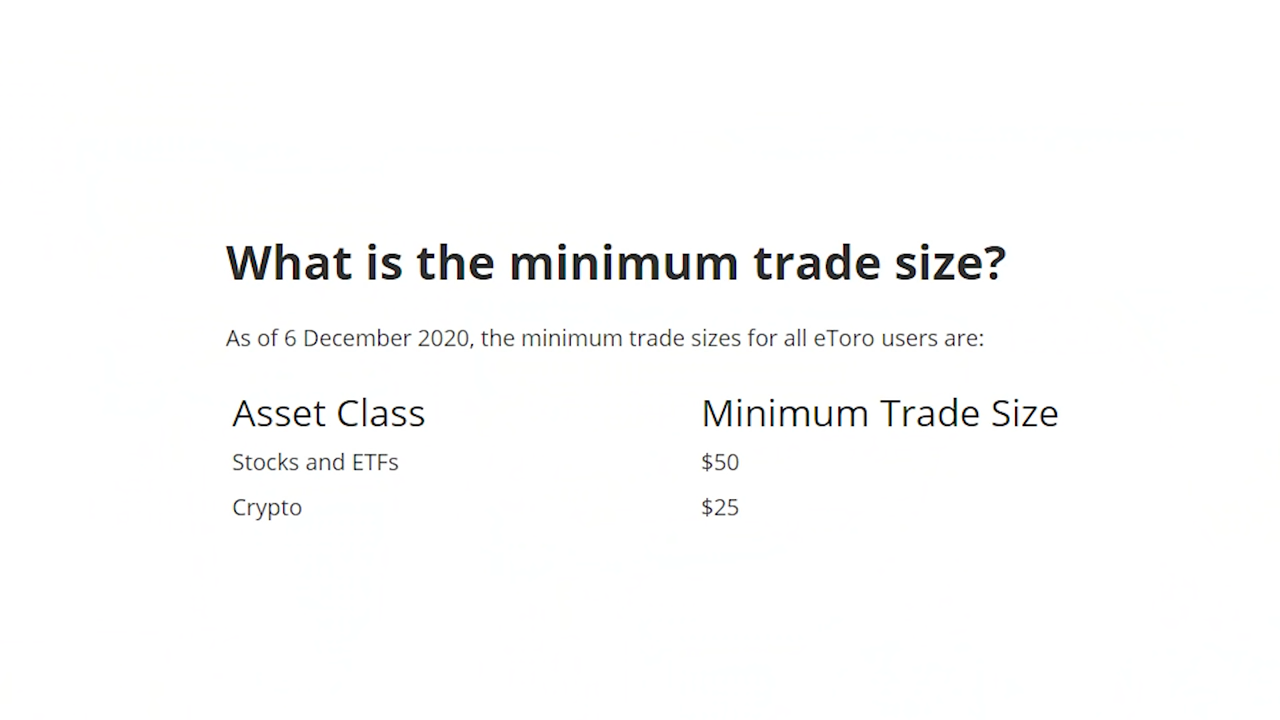 What is the minimum trade size?
As of 6 December 2020, the minimum trade sizes for all eToro users are:
Asset Class Minimum Trade Size
Stocks and ETFs $50
Crypto $25